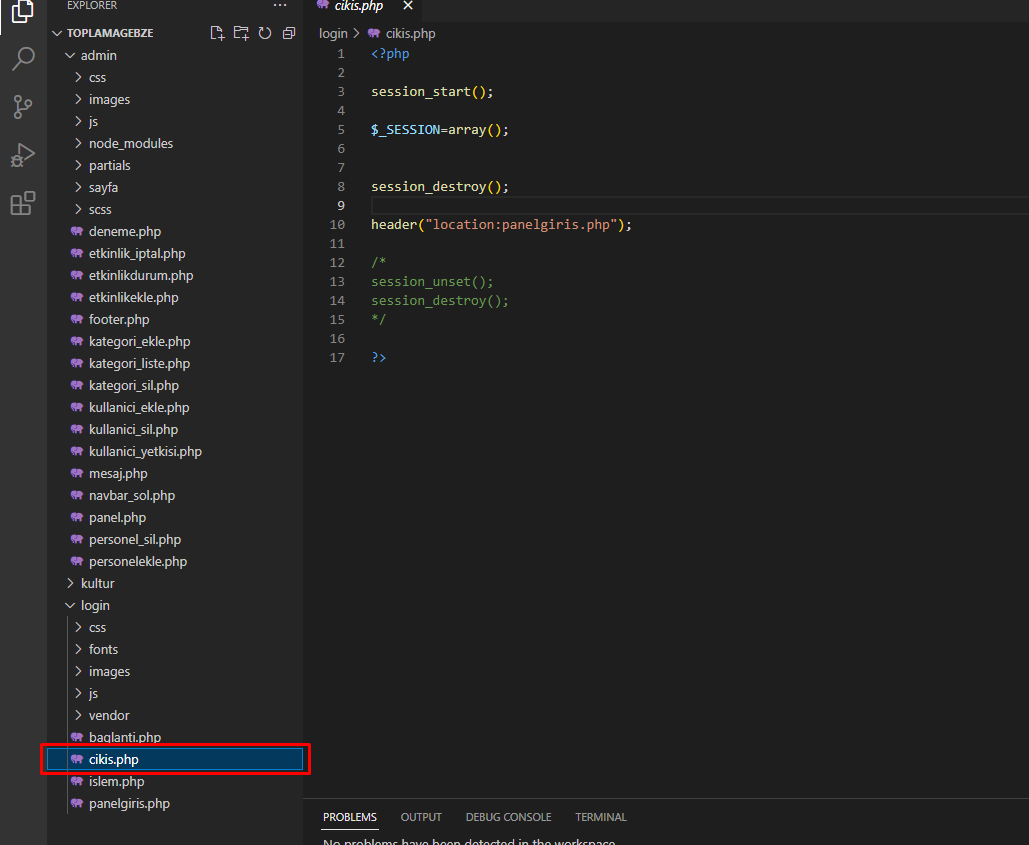 EXPLORER
TOPLAMAGEBZE
admin
css
images
js
node_modules
partials
sayfa
scss
deneme.php
etkinlik_iptal.php
etkinlikdurum.php
etkinlikekle.php
footer.php
kategori_ekle.php
kategori_liste.php
kategori_sil.php
kullanici_ekle.php
kullanici_sil.php
kullanici_yetkisi.php
mesaj.php
navbar_sol.php
panel.php
personel_sil.php
personelekle.php
kultur
login
css
fonts
images
js
vendor
baglanti.php
cikis.php
islem.php
panelgiris.php
cikis.php
login > cikis.php
1 <?php
2
3 session_start();
4
5 $_SESSION=array();
6
7
8 session_destroy();
9
10 header("location:panelgiris.php");
11
12 /*
13 session_unset();
14 session_destroy();
15 */
16
17 ?>
PROBLEMS OUTPUT DEBUG CONSOLE TERMINAL
No problems have been detected in the workspace.